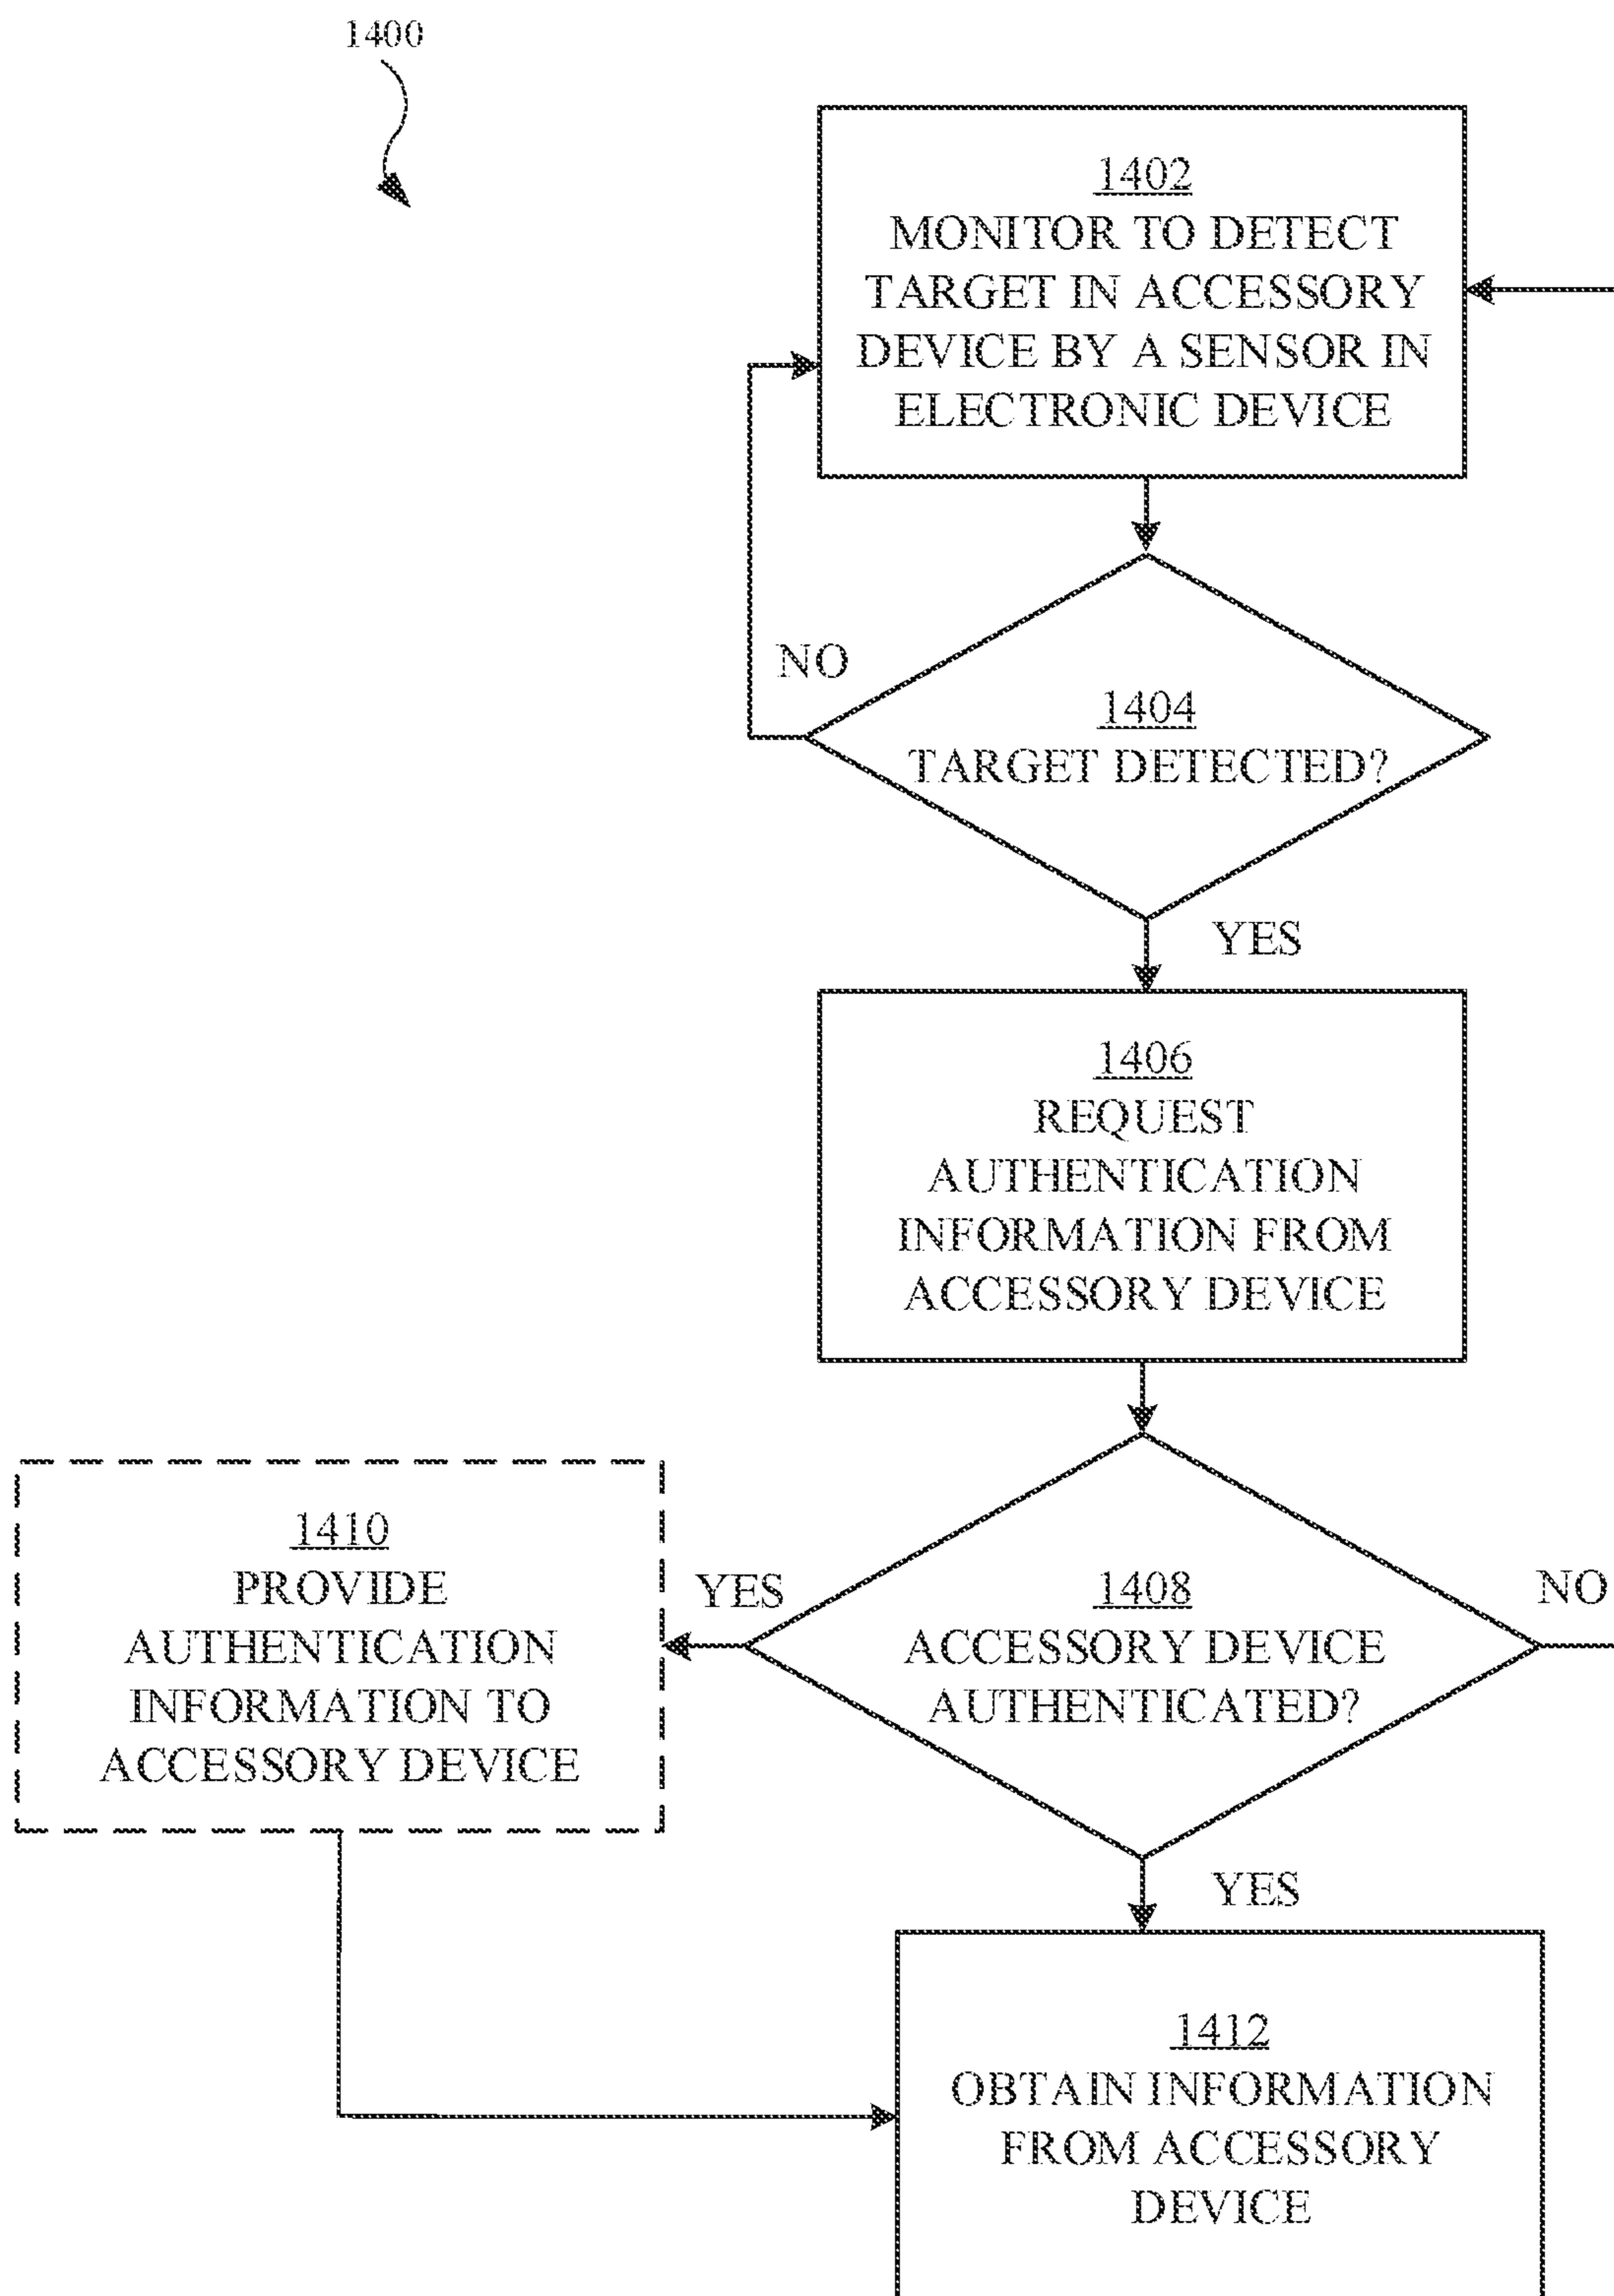 1400
1402
MONITOR TO DETECT
TARGET IN ACCESSORY
DEVICE BY A SENSOR IN
ELECTRONIC DEVICE
NO
1404
TARGET DETECTED?
YES
1406
REQUEST
AUTHENTICATION
INFORMATION FROM
ACCESSORY DEVICE
1410
PROVIDE
AUTHENTICATION
INFORMATION TO
ACCESSORY DEVICE
YES
1408
ACCESSORY DEVICE
AUTHENTICATED?
NO
YES
1412
OBTAIN INFORMATION
FROM ACCESSORY
DEVICE